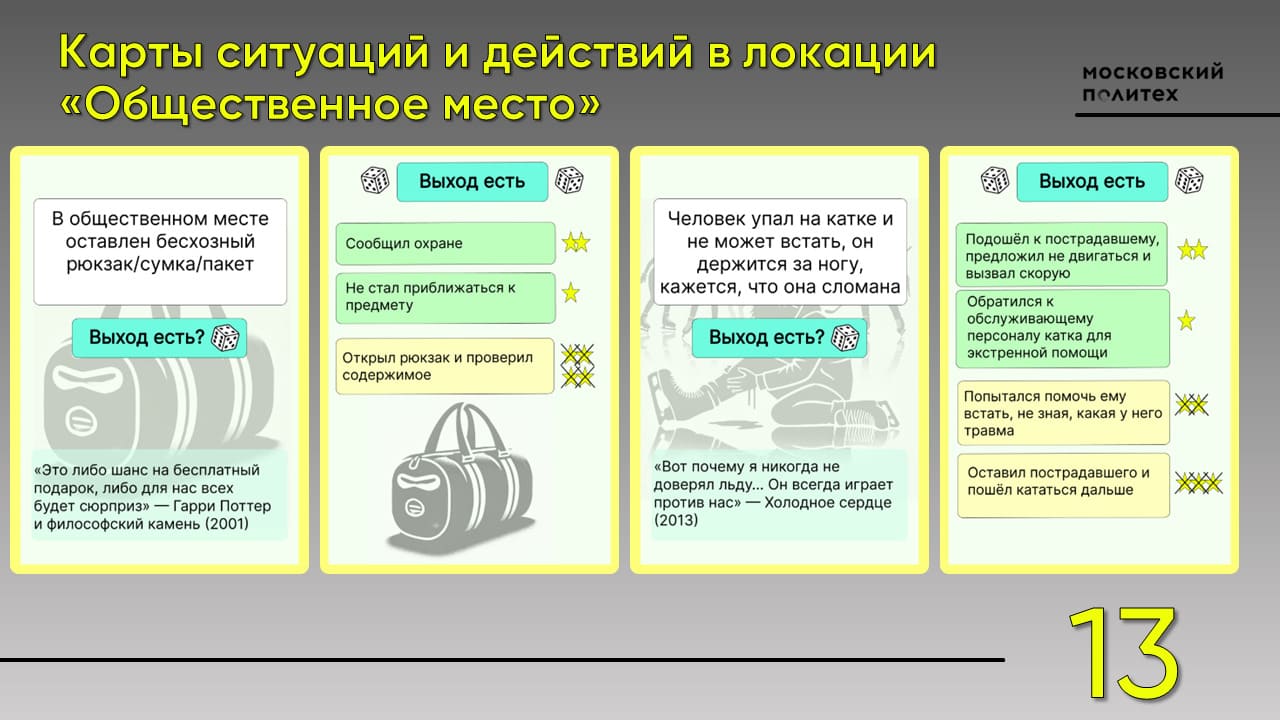 Карты ситуаций и действий в локации
«Общественное место»
московский
политех
В общественном месте
оставлен бесхозный
рюкзак/сумка/пакет
Выход есть?
«Это либо шанс на бесплатный
подарок, либо для нас всех
будет сюрприз» — Гарри Поттер
и философский камень (2001)
Выход есть
Сообщил охране
Не стал приближаться к
предмету
Открыл рюкзак и проверил
содержимое
Человек упал на катке и
не может встать, он
держится за ногу,
кажется, что она сломана
Выход есть?
«Вот почему я никогда не
доверял льду... Он всегда играет
против нас» — Холодное сердце
(2013)
Выход есть
Подошёл к пострадавшему,
предложил не двигаться и
вызвал скорую
Обратился к
обслуживающему
персоналу катка для
экстренной помощи
Попытался помочь ему
встать, не зная, какая у него
травма
Оставил пострадавшего и
пошёл кататься дальше
13